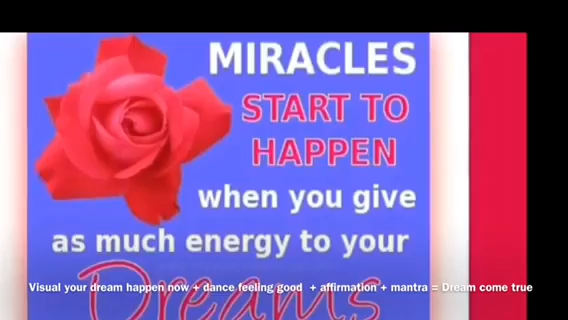 MIRACLES
START TO
HAPPEN
when you give
as much energy to your
Dreams
Visual your dream happen now + dance feeling good + affirmation + mantra = Dream come true